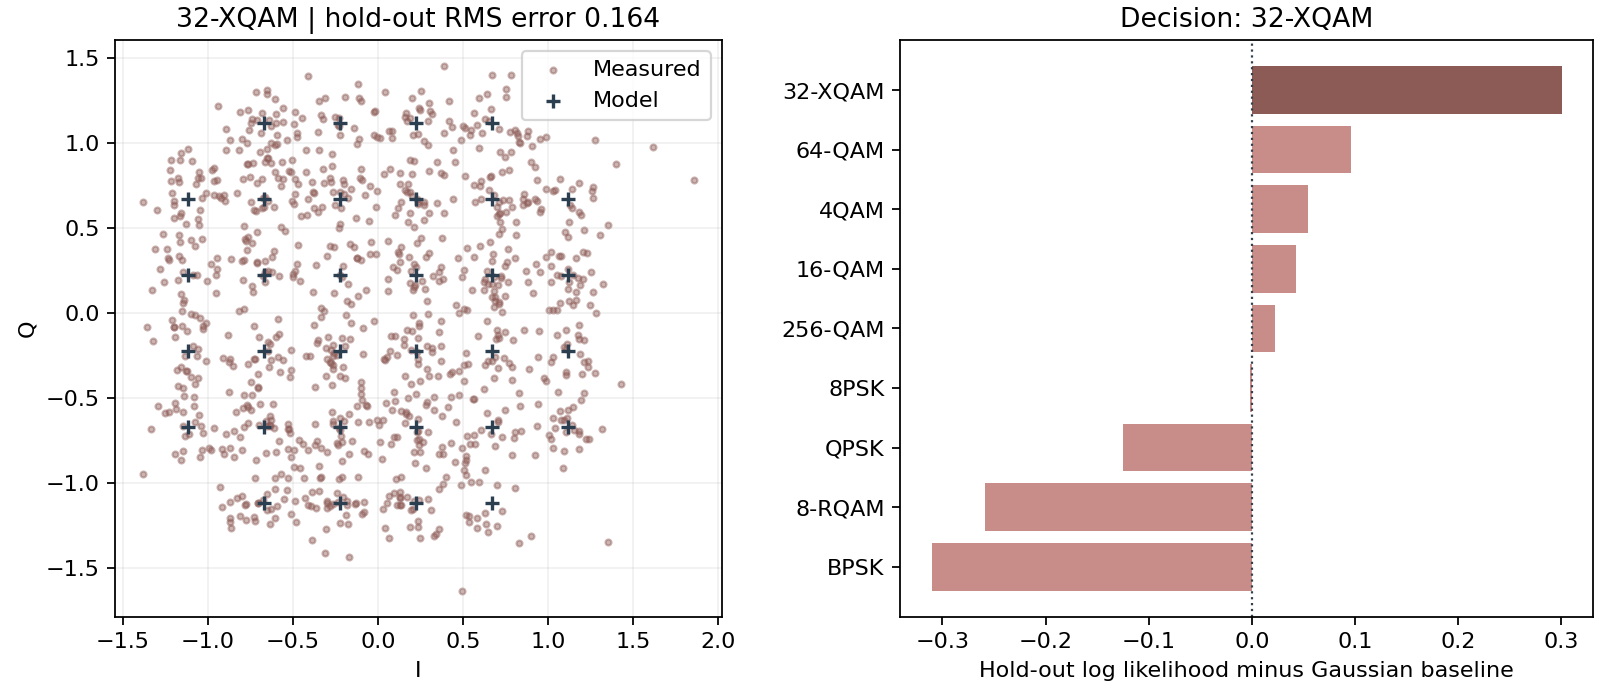 32-XQAM | hold-out RMS error 0.164
Measured
Model
1.5
1.0
0.5
0.0
−0.5
−1.0
−1.5
Q
−1.5 −1.0 −0.5 0.0 0.5 1.0 1.5 2.0
I
Decision: 32-XQAM
32-XQAM
64-QAM
4QAM
16-QAM
256-QAM
8PSK
QPSK
8-RQAM
BPSK
−0.3 −0.2 −0.1 0.0 0.1 0.2 0.3
Hold-out log likelihood minus Gaussian baseline